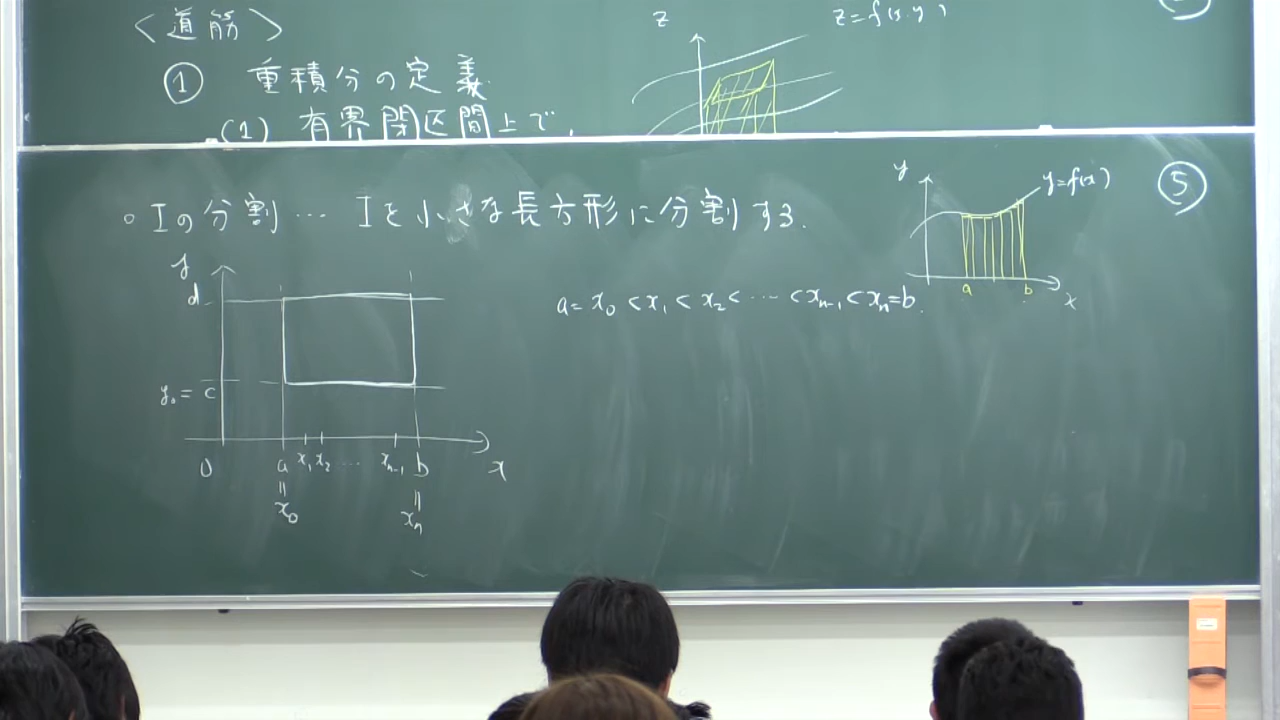 <道筋>
① 重積分の定義
(1) 有界閉区間上で、
z
z=f(x,y)
⑤
。Iの分割… Iを小さな長方形に分割する.
y
y=f(x)
a
b
x
a=x₀<x₁<x₂<…<xₙ₋₁<xₙ=b.
y
d
y₀=c
0 a x₁ x₂ …. xₙ₋₁ b x
॥ ॥
x₀ xₙ